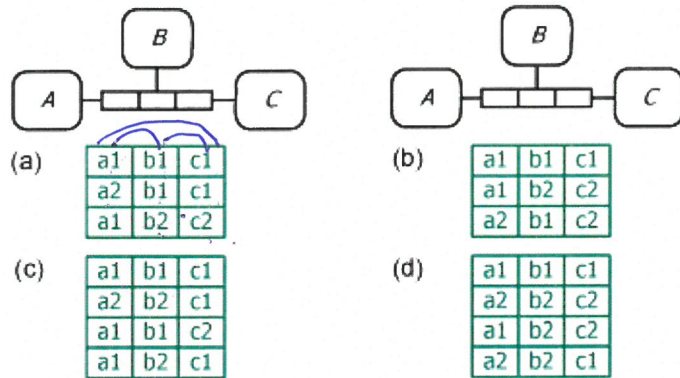 B
B
A
C
A
C
(a)
a1 b1 c1
a2 b1 c1
a1 b2 c2
(b)
a1 b1 c1
a1 b2 c2
a2 b1 c2
(c)
a1 b1 c1
a2 b2 c1
a1 b1 c2
a1 b2 c1
(d)
a1 b1 c1
a2 b2 c2
a1 b2 c2
a2 b2 c1